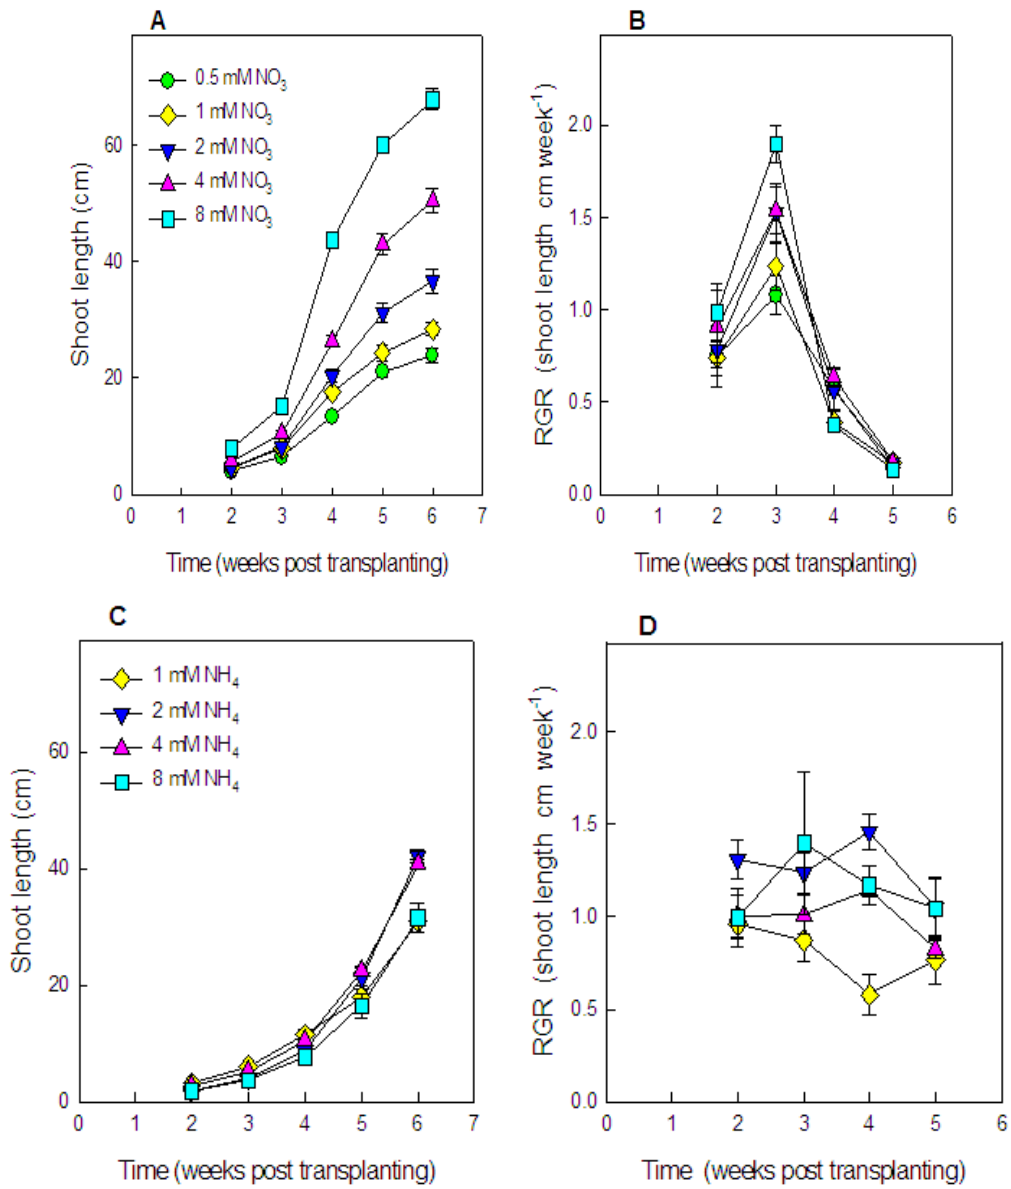 A
B
0.5 mM NO3
1 mM NO3
2 mM NO3
4 mM NO3
8 mM NO3
Shoot length (cm)
60
40
20
0
0 1 2 3 4 5 6 7
Time (weeks post transplanting)
RGR (shoot length cm week-1)
2.0
1.5
1.0
0.5
0.0
0 1 2 3 4 5 6
Time (weeks post transplanting)
C
D
1 mM NH4
2 mM NH4
4 mM NH4
8 mM NH4
Shoot length (cm)
60
40
20
0
0 1 2 3 4 5 6 7
Time (weeks post transplanting)
RGR (shoot length cm week-1)
2.0
1.5
1.0
0.5
0.0
0 1 2 3 4 5 6
Time (weeks post transplanting)